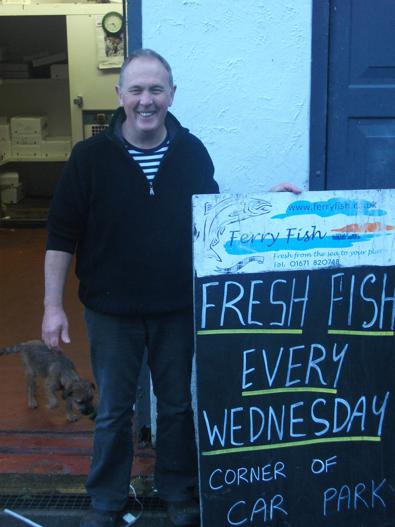 www.ferryfish.co.uk
Ferry Fish
Fresh from the sea to your plate
Tel. 01671 820748
FRESH FISH
EVERY
WEDNESDAY
CORNER OF
CAR PARK